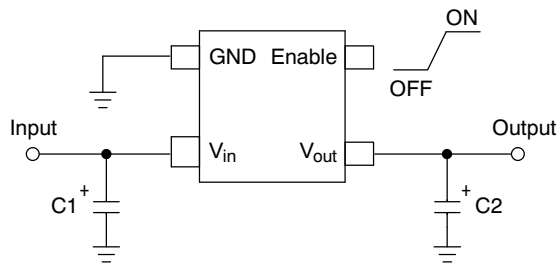 ON
GND Enable
OFF
Input
Output
Vin
Vout
C1
+
+
C2